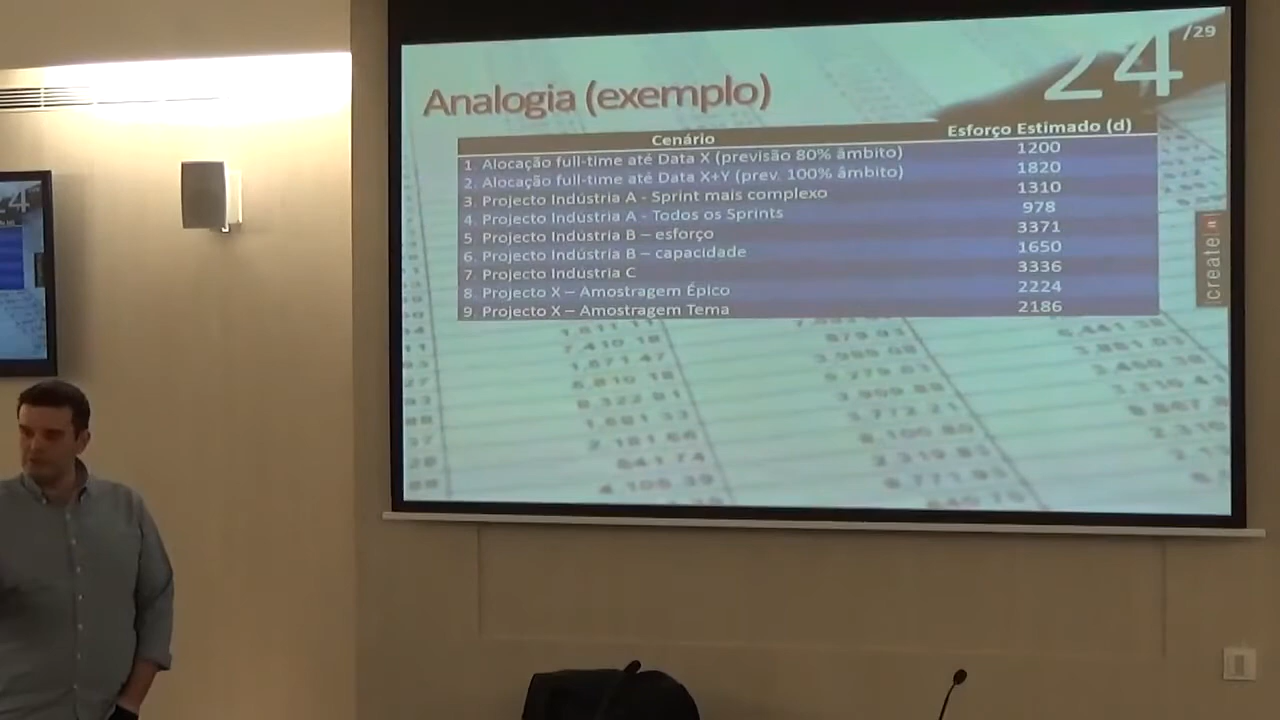 24 /29
Analogia (exemplo)
Cenário Esforço Estimado (d)
1. Alocação full-time até Data X (previsão 80% âmbito) 1200
2. Alocação full-time até Data X+Y (prev. 100% âmbito) 1820
3. Projecto Indústria A - Sprint mais complexo 1310
4. Projecto Indústria A - Todos os Sprints 978
5. Projecto Indústria B – esforço 3371
6. Projecto Indústria B – capacidade 1650
7. Projecto Indústria C 3336
8. Projecto X – Amostragem Épico 2224
9. Projecto X – Amostragem Tema 2186
create